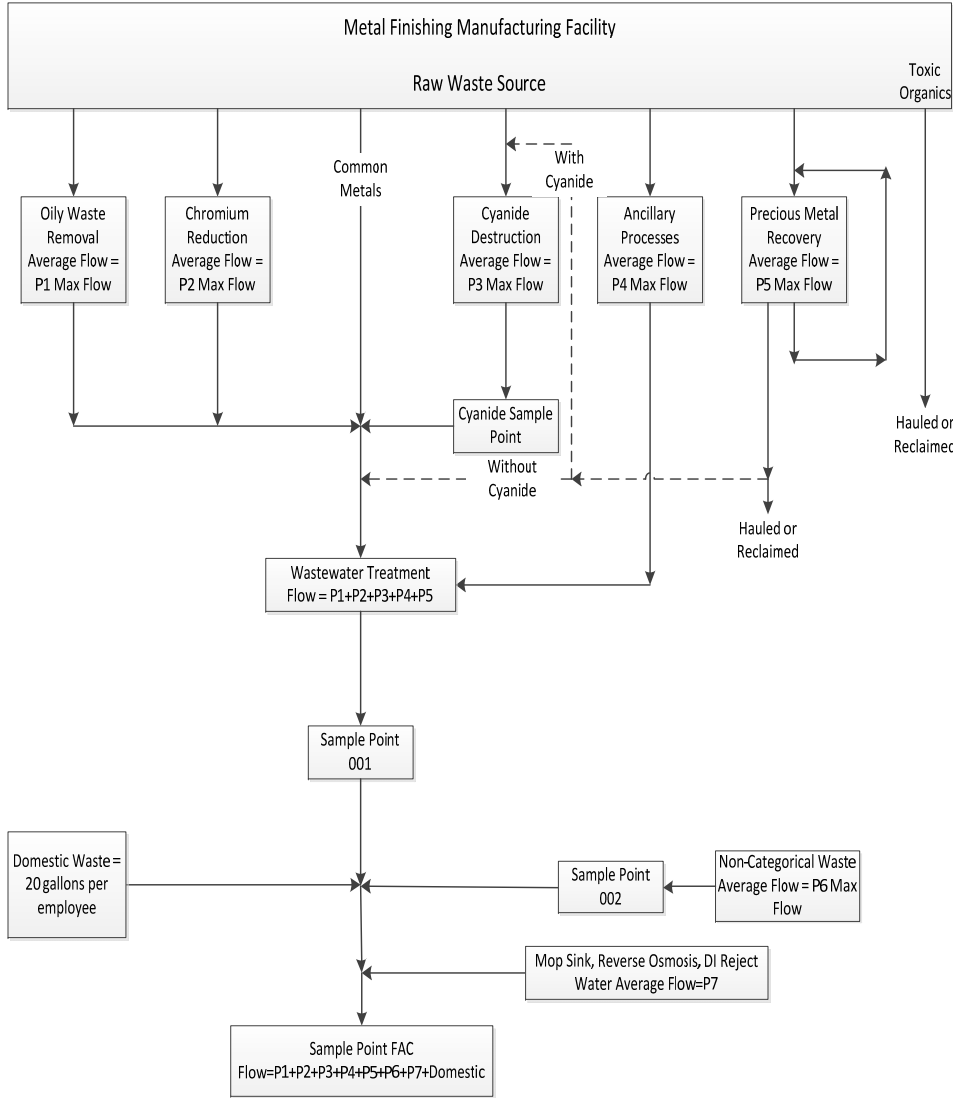 Metal Finishing Manufacturing Facility
Raw Waste Source
Toxic
Organics
Common
Metals
With
Cyanide
Oily Waste
Removal
Average Flow =
P1 Max Flow
Chromium
Reduction
Average Flow =
P2 Max Flow
Cyanide
Destruction
Average Flow =
P3 Max Flow
Ancillary
Processes
Average Flow =
P4 Max Flow
Precious Metal
Recovery
Average Flow =
P5 Max Flow
Cyanide Sample
Point
Hauled or
Reclaimed
Without
Cyanide
Hauled or
Reclaimed
Wastewater Treatment
Flow = P1+P2+P3+P4+P5
Sample Point
001
Domestic Waste =
20 gallons per
employee
Sample Point
002
Non-Categorical Waste
Average Flow = P6 Max
Flow
Mop Sink, Reverse Osmosis, DI Reject
Water Average Flow=P7
Sample Point FAC
Flow=P1+P2+P3+P4+P5+P6+P7+Domestic